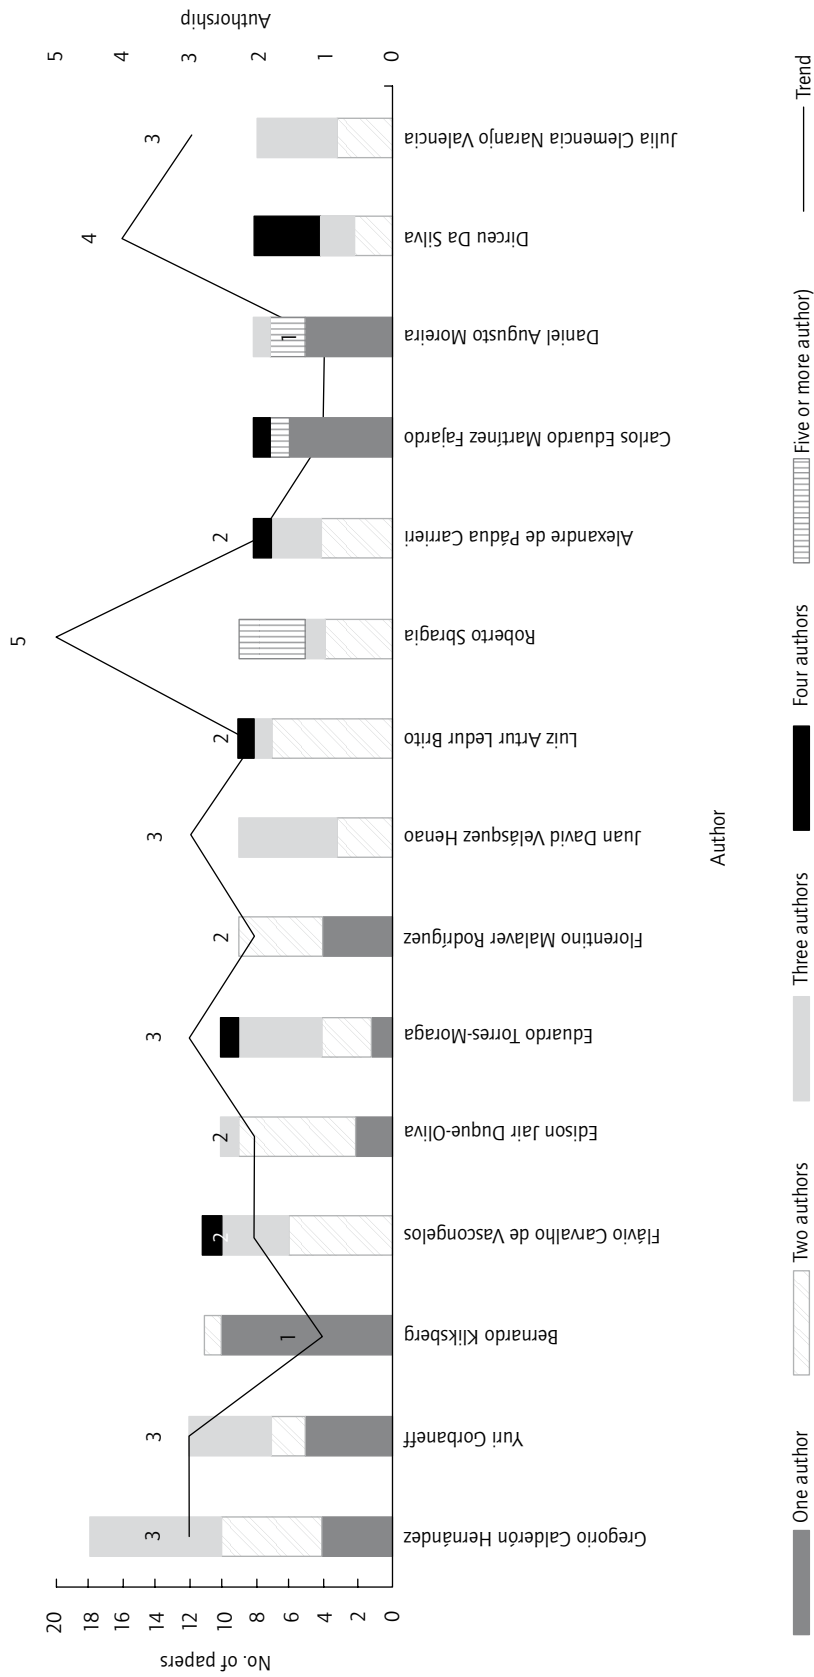 No. of papers
20
18
16
14
12
10
8
6
4
2
0
3
3
1
2
2
3
2
3
2
5
2
1
4
3
Authorship
5
4
3
2
1
0
Gregorio Calderón Hernández
Yuri Gorbaneff
Bernardo Kliksberg
Flávio Carvalho de Vascongelos
Edison Jair Duque-Oliva
Eduardo Torres-Moraga
Florentino Malaver Rodríguez
Juan David Velásquez Henao
Luiz Artur Ledur Brito
Roberto Sbragia
Alexandre de Pádua Carrieri
Carlos Eduardo Martínez Fajardo
Daniel Augusto Moreira
Dirceu Da Silva
Julia Clemencia Naranjo Valencia
Author
One author
Two authors
Three authors
Four authors
Five or more author)
Trend